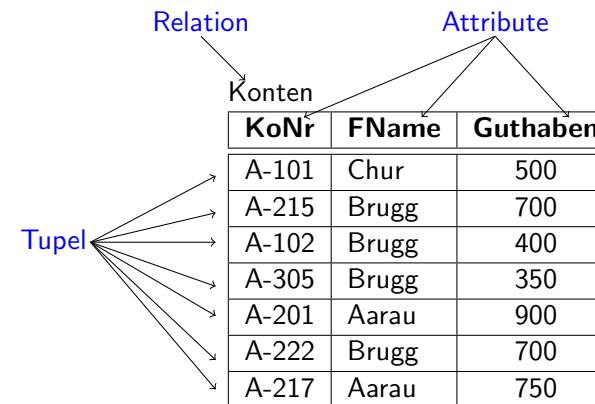 Relation Attribute
Konten
KoNr FName Guthaben
A-101 Chur 500
A-215 Brugg 700
A-102 Brugg 400
Tupel
A-305 Brugg 350
A-201 Aarau 900
A-222 Brugg 700
A-217 Aarau 750